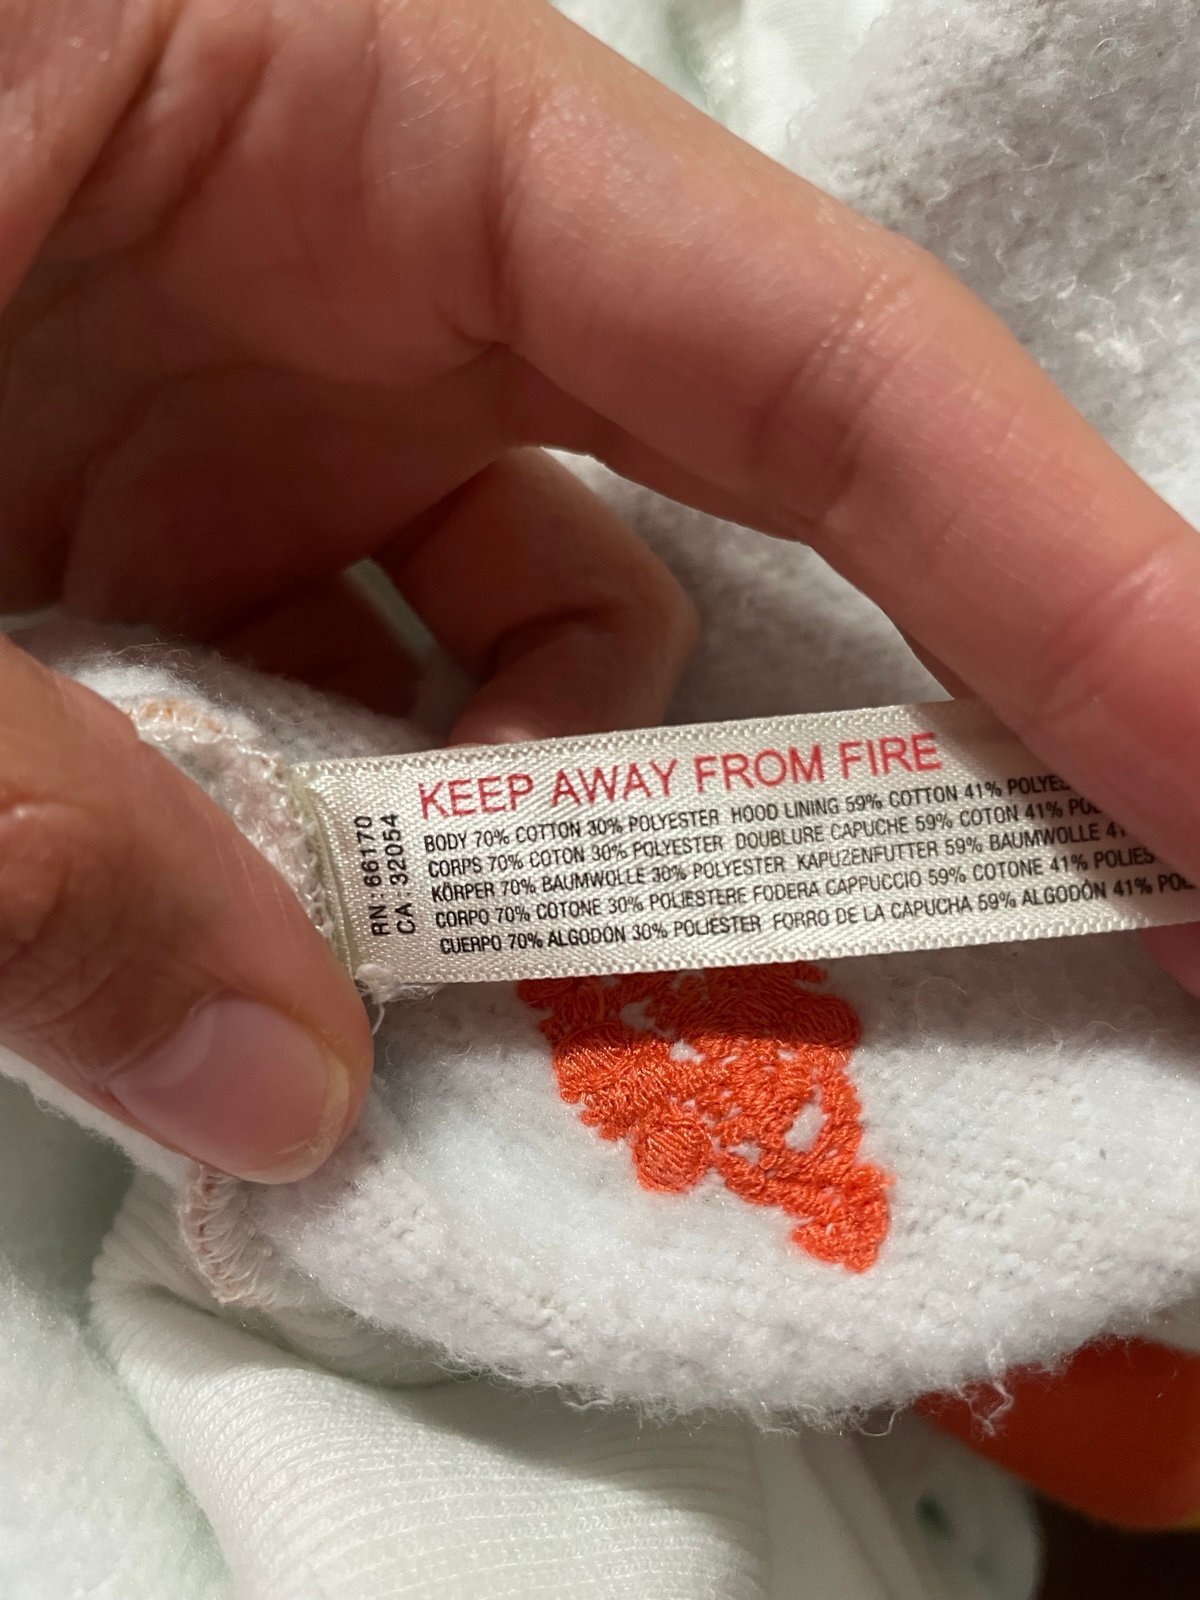 KEEP AWAY FROM FIRE
BODY 70% COTTON 30% POLYESTER HOOD LINING 59% COTTON 41%
CORPS 70% COTON 30% POLYESTER DOUBLURE CAPUCHE 59% COTON 41%
KÖRPER 70% BAUMWOLLE 30% POLYESTER KAPUZENFUTTER 59% BAUMWOLLE
CORPO 70% COTONE 30% POLIESTERE FODERA CAPPUCCIO 59% COTONE 41%
CUERPO 70% ALGODÓN 30% POLIÉSTER FORRO DE LA CAPUCHA 59% ALGODÓN 41%
RN: 66170
CA: 32054